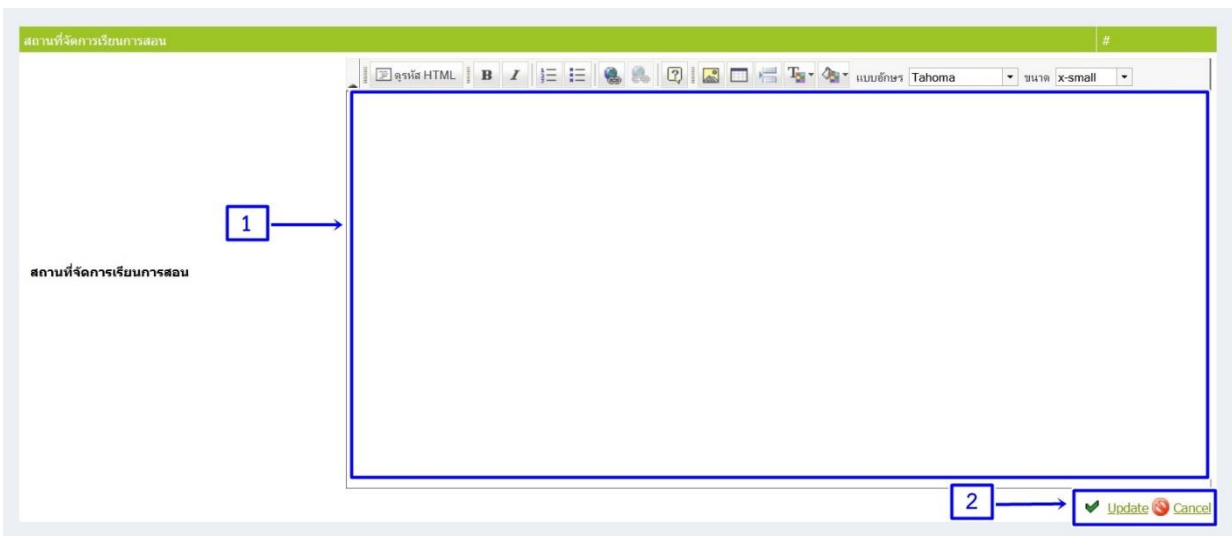 สถานที่จัดการเรียนการสอน #
ดูรหัส HTML B I แบบอักษร Tahoma ขนาด x-small
1
สถานที่จัดการเรียนการสอน
2
Update Cancel